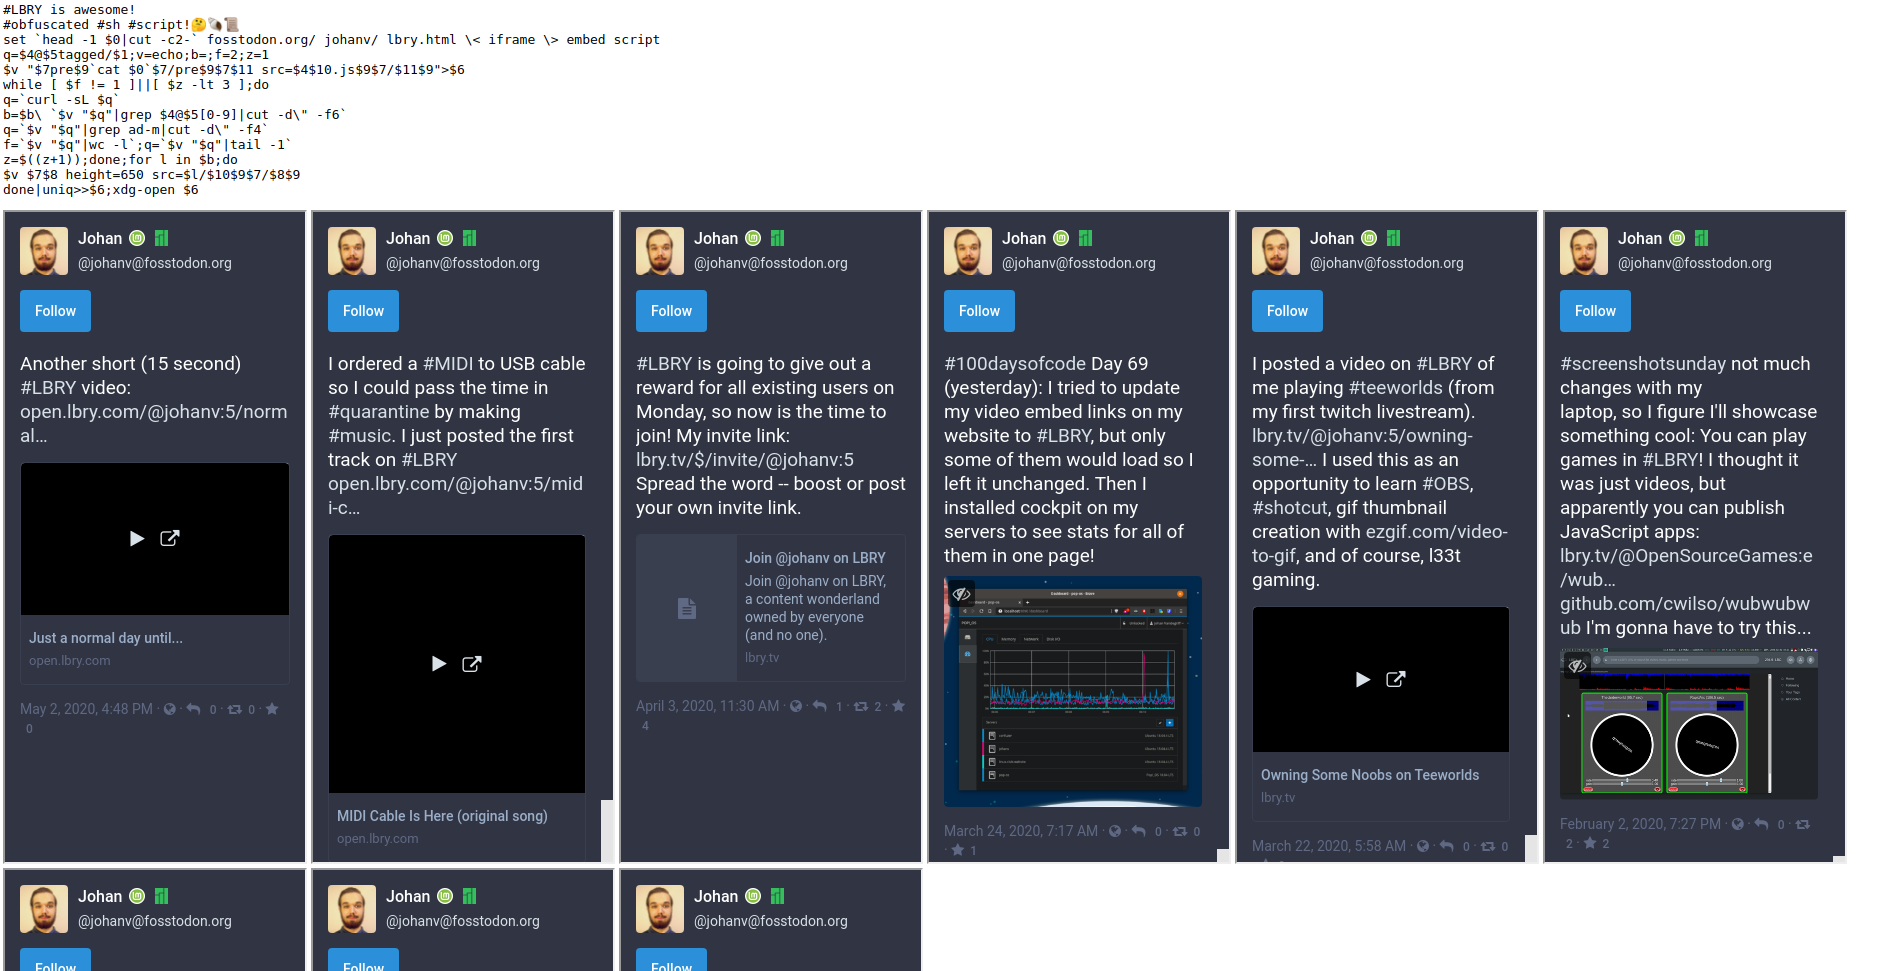 #LBRY is awesome!
#obfuscated #sh #script!🤔🐚📜
set `head -1 $0|cut -c2-` fosstodon.org/ johanv/ lbry.html \< iframe \> embed script
q=$4@$5tagged/$1;v=echo;b=;f=2;z=1
$v "$7pre$9`cat $0`$7/pre$9$7$11 src=$4$10.js$9$7/$11$9">$6
while [ $f != 1 ]||[ $z -lt 3 ];do
q=`curl -sL $q`
b=$b\ `$v "$q"|grep $4@$5[0-9]|cut -d\" -f6`
q=`$v "$q"|grep ad-m|cut -d\" -f4`
f=`$v "$q"|wc -l`;q=`$v "$q"|tail -1`
z=$((z+1));done;for l in $b;do
$v $7$8 height=650 src=$l/$10$9$7/$8$9
done|uniq>>$6;xdg-open $6
Johan
@johanv@fosstodon.org
Follow
Another short (15 second)
#LBRY video:
open.lbry.com/@johanv:5/norm
al…
Just a normal day until...
open.lbry.com
May 2, 2020, 4:48 PM · · 0 · 0 ·
0
Johan
@johanv@fosstodon.org
Follow
I ordered a #MIDI to USB cable
so I could pass the time in
#quarantine by making
#music. I just posted the first
track on #LBRY
open.lbry.com/@johanv:5/mid
i-c…
MIDI Cable Is Here (original song)
open.lbry.com
Johan
@johanv@fosstodon.org
Follow
#LBRY is going to give out a
reward for all existing users on
Monday, so now is the time to
join! My invite link:
lbry.tv/$/invite/@johanv:5
Spread the word -- boost or post
your own invite link.
Join @johanv on LBRY
Join @johanv on LBRY,
a content wonderland
owned by everyone
(and no one).
lbry.tv
April 3, 2020, 11:30 AM · · 1 · 2 ·
4
Johan
@johanv@fosstodon.org
Follow
#100daysofcode Day 69
(yesterday): I tried to update
my video embed links on my
website to #LBRY, but only
some of them would load so I
left it unchanged. Then I
installed cockpit on my
servers to see stats for all of
them in one page!
March 24, 2020, 7:17 AM · · 0 · 0
· 1
Johan
@johanv@fosstodon.org
Follow
I posted a video on #LBRY of
me playing #teeworlds (from
my first twitch livestream).
lbry.tv/@johanv:5/owning-
some-… I used this as an
opportunity to learn #OBS,
#shotcut, gif thumbnail
creation with ezgif.com/video-
to-gif, and of course, l33t
gaming.
Owning Some Noobs on Teeworlds
lbry.tv
March 22, 2020, 5:58 AM · · 0 · 0
Johan
@johanv@fosstodon.org
Follow
#screenshotsunday not much
changes with my
laptop, so I figure I'll showcase
something cool: You can play
games in #LBRY! I thought it
was just videos, but
apparently you can publish
JavaScript apps:
lbry.tv/@OpenSourceGames:e
/wub…
github.com/cwilso/wubwubw
ub I'm gonna have to try this...
February 2, 2020, 7:27 PM · · 0 ·
2 · 2
Johan
@johanv@fosstodon.org
Follow
Johan
@johanv@fosstodon.org
Follow
Johan
@johanv@fosstodon.org
Follow